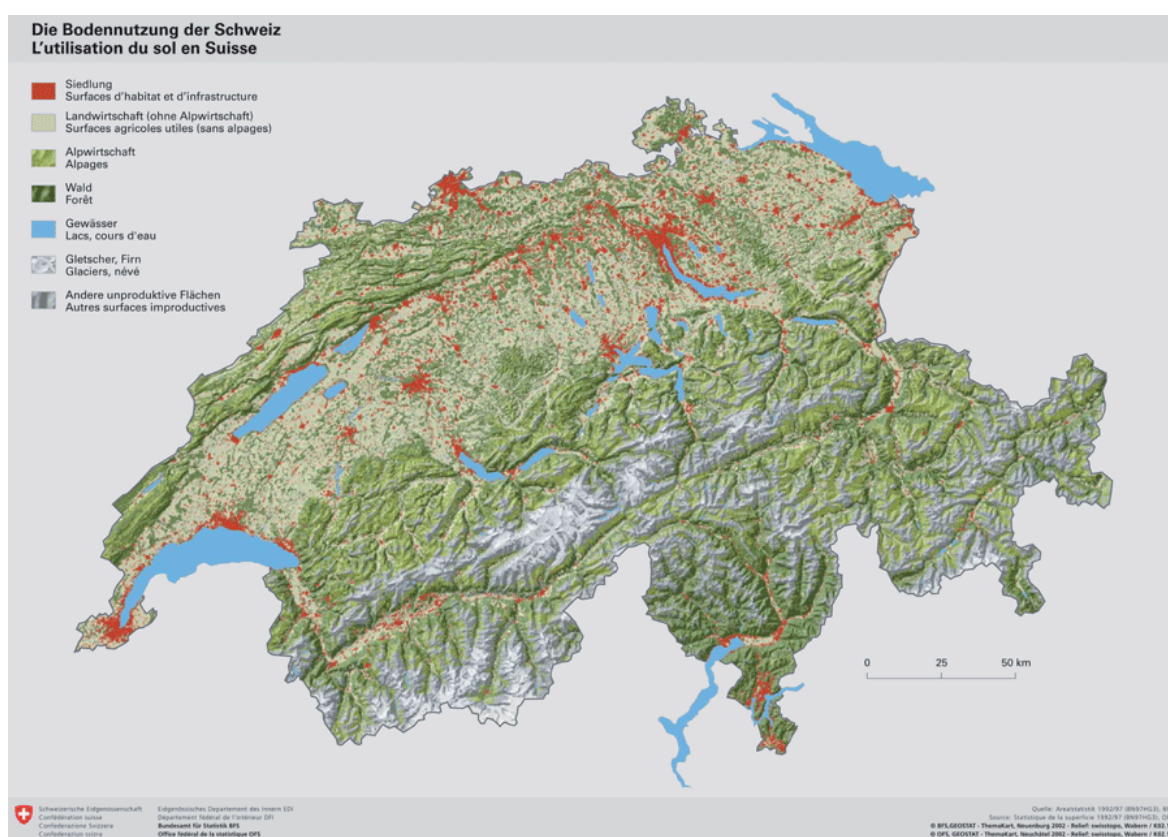 Die Bodennutzung der Schweiz
L'utilisation du sol en Suisse
Siedlung
Surfaces d'habitat et d'infrastructure
Landwirtschaft (ohne Alpwirtschaft)
Surfaces agricoles utiles (sans alpages)
Alpwirtschaft
Alpages
Wald
Forêt
Gewässer
Lacs, cours d'eau
Gletscher, Firn
Glaciers, névé
Andere unproduktive Flächen
Autres surfaces improductives
0 25 50 km
Schweizerische Eidgenossenschaft
Confédération suisse
Confederazione Svizzera
Confederaziun svizra
Eidgenössisches Departement des Innern EDI
Département fédéral de l'intérieur DFI
Bundesamt für Statistik BFS
Office fédéral de la statistique OFS
Quelle: Arealstatistik 1992/97 (BN97HG3),
Source: Statistique de la superficie 1992/97 (BN97HG3),
© BFS,GEOSTAT - ThemaKart, Neuenburg 2002 - Relief: swisstopo, Wabern /
© OFS, GEOSTAT - ThemaKart, Neuchâtel 2002 - Relief: swisstopo, Wabern /